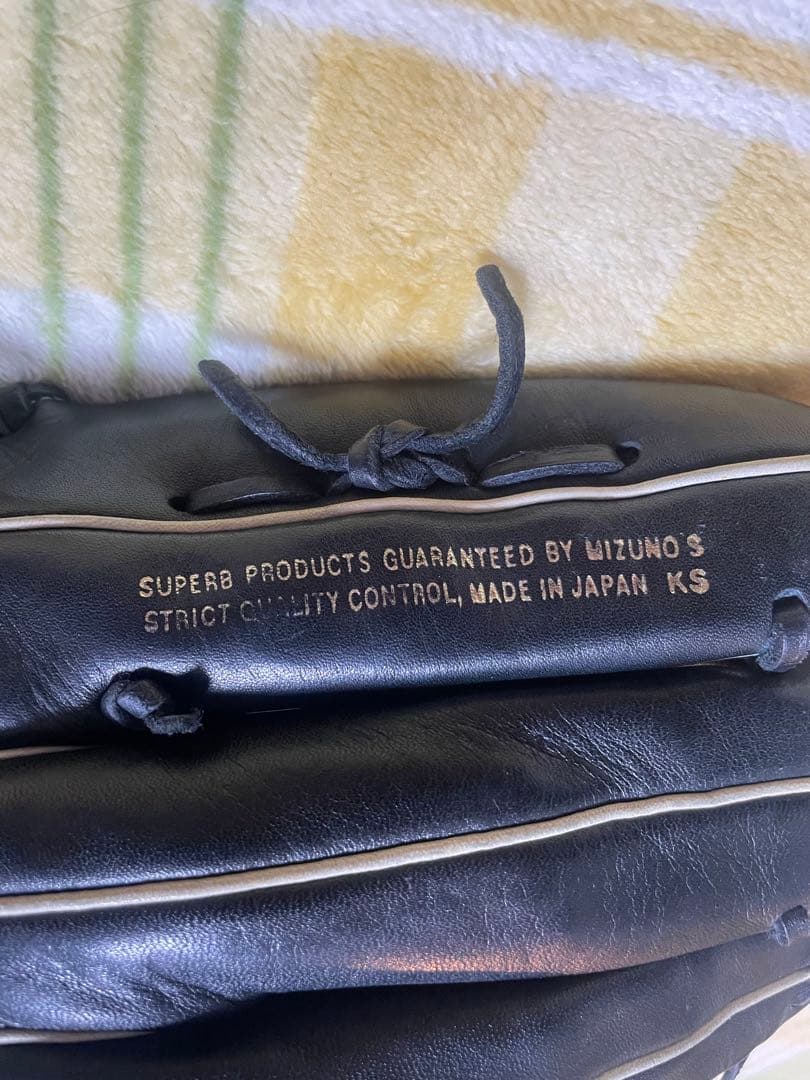 SUPERB PRODUCTS GUARANTEED BY MIZUNO'S
STRICT QUALITY CONTROL, MADE IN JAPAN KS